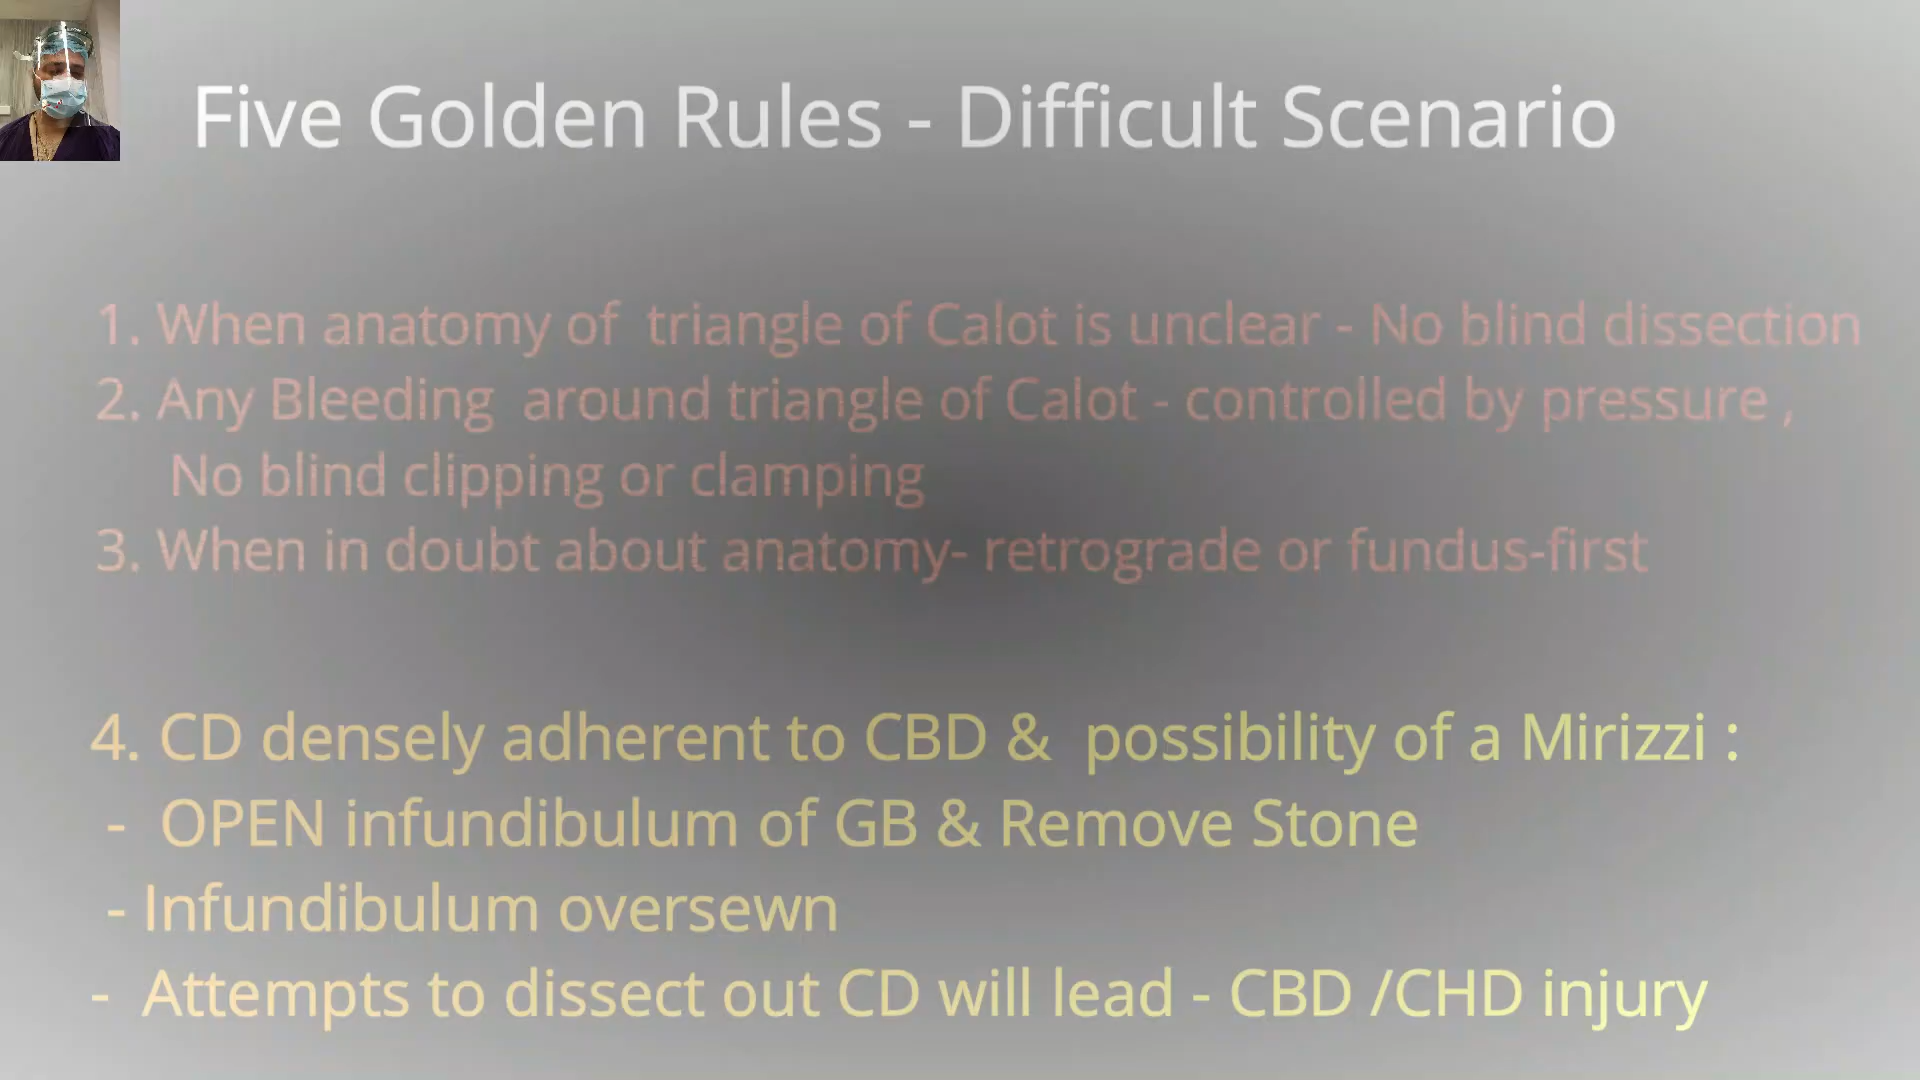 Five Golden Rules - Difficult Scenario
1. When anatomy of triangle of Calot is unclear - No blind dissection
2. Any Bleeding around triangle of Calot - controlled by pressure ,
No blind clipping or clamping
3. When in doubt about anatomy- retrograde or fundus-first
4. CD densely adherent to CBD & possibility of a Mirizzi :
- OPEN infundibulum of GB & Remove Stone
- Infundibulum oversewn
- Attempts to dissect out CD will lead - CBD /CHD injury